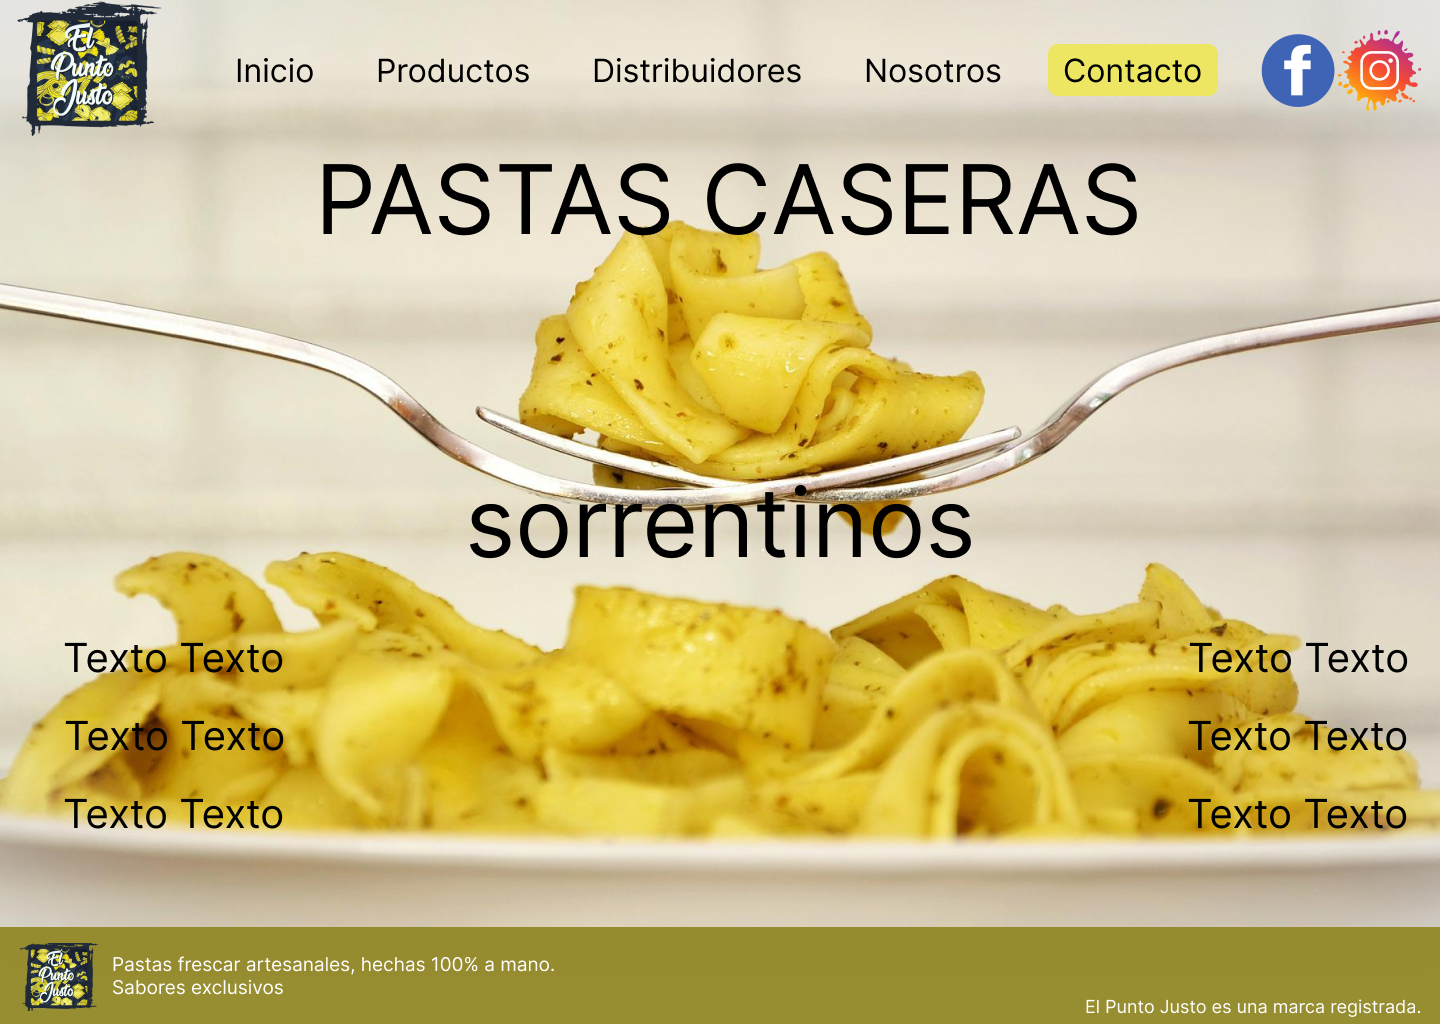 El
Punto
Justo
Inicio Productos Distribuidores Nosotros Contacto
f
PASTAS CASERAS
sorrentinos
Texto Texto Texto Texto
Texto Texto Texto Texto
Texto Texto Texto Texto
El
Punto
Justo
Pastas frescar artesanales, hechas 100% a mano.
Sabores exclusivos
El Punto Justo es una marca registrada.